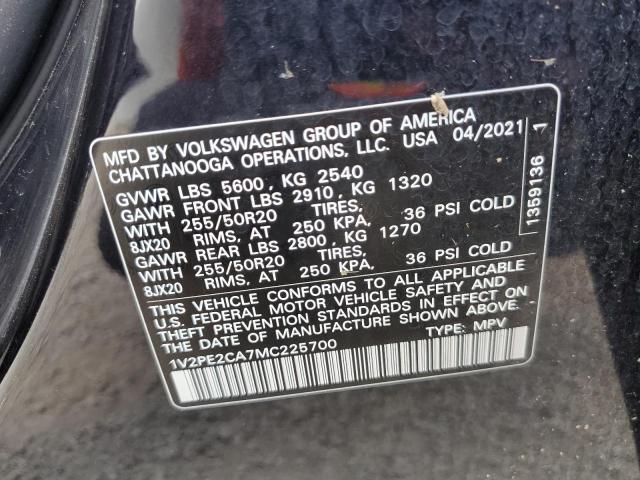 MFD BY VOLKSWAGEN GROUP OF AMERICA
CHATTANOOGA OPERATIONS, LLC. USA 04/2021
GVWR LBS 5600, KG 2540
GAWR FRONT LBS 2910, KG 1320
WITH 255/50R20 TIRES,
8JX20 RIMS, AT 250 KPA, 36 PSI COLD
GAWR REAR LBS 2800, KG 1270
WITH 255/50R20 TIRES,
8JX20 RIMS, AT 250 KPA, 36 PSI COLD
THIS VEHICLE CONFORMS TO ALL APPLICABLE
U.S. FEDERAL MOTOR VEHICLE SAFETY AND
THEFT PREVENTION STANDARDS IN EFFECT ON
THE DATE OF MANUFACTURE SHOWN ABOVE.
1V2PE2CA7MC225700 TYPE: MPV
1359136